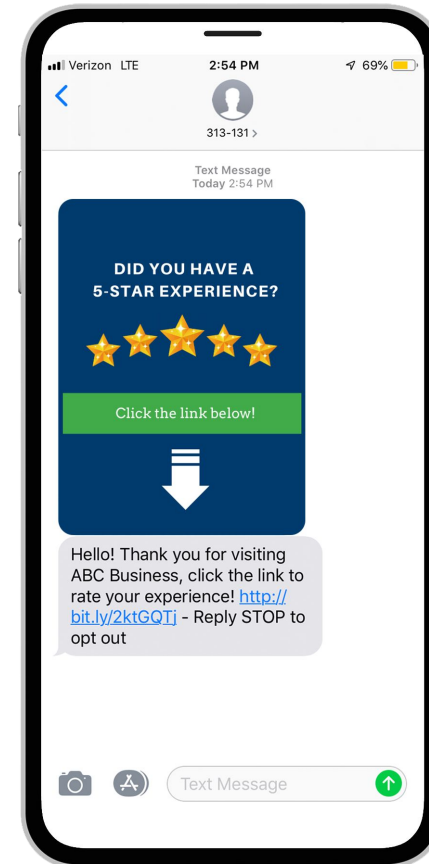 Verizon LTE 2:54 PM 69%
313-131 >
Text Message
Today 2:54 PM
DID YOU HAVE A
5-STAR EXPERIENCE?
Click the link below!
Hello! Thank you for visiting
ABC Business, click the link to
rate your experience! http://
bit.ly/2ktGQTj - Reply STOP to
opt out
Text Message